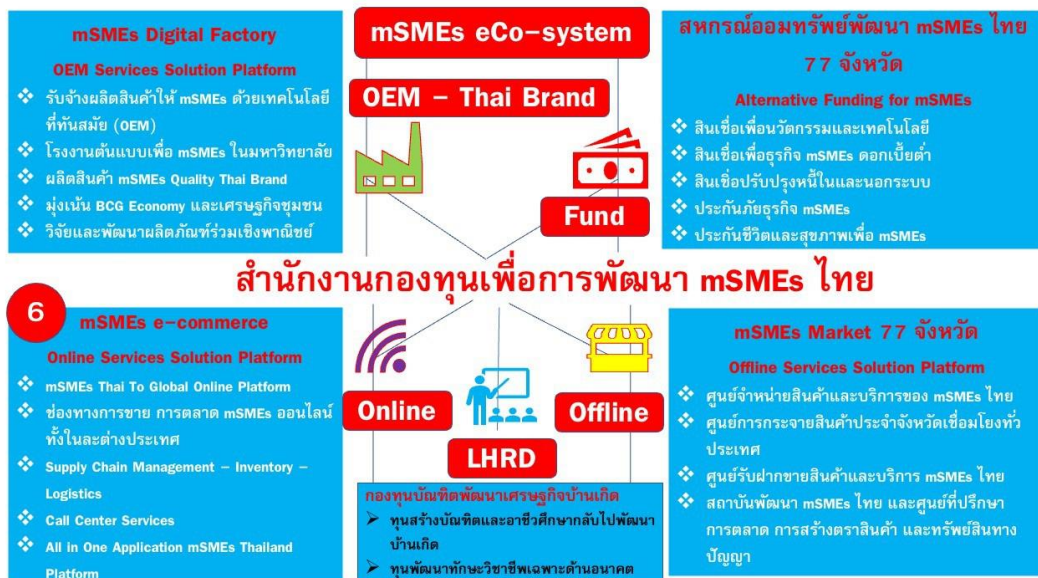 mSMEs Digital Factory
OEM Services Solution Platform
❖ รับจ้างผลิตสินค้าให้ mSMEs ด้วยเทคโนโลยี
ที่ทันสมัย (OEM)
❖ โรงงานต้นแบบเพื่อ mSMEs ในมหาวิทยาลัย
❖ ผลิตสินค้า mSMEs Quality Thai Brand
❖ มุ่งเน้น BCG Economy และเศรษฐกิจชุมชน
❖ วิจัยและพัฒนาผลิตภัณฑ์ร่วมเชิงพาณิชย์
mSMEs eCo-system
OEM - Thai Brand
Fund
สหกรณ์ออมทรัพย์พัฒนา mSMEs ไทย
77 จังหวัด
Alternative Funding for mSMEs
❖ สินเชื่อเพื่อนวัตกรรมและเทคโนโลยี
❖ สินเชื่อเพื่อธุรกิจ mSMEs ดอกเบี้ยต่ำ
❖ สินเชื่อปรับปรุงหนี้ในและนอกระบบ
❖ ประกันภัยธุรกิจ mSMEs
❖ ประกันชีวิตและสุขภาพเพื่อ mSMEs
สำนักงานกองทุนเพื่อการพัฒนา mSMEs ไทย
6
mSMEs e-commerce
Online Services Solution Platform
❖ mSMEs Thai To Global Online Platform
❖ ช่องทางการขาย การตลาด mSMEs ออนไลน์
ทั้งในละต่างประเทศ
❖ Supply Chain Management – Inventory –
Logistics
❖ Call Center Services
❖ All in One Application mSMEs Thailand
Platform
Online
Offline
LHRD
กองทุนบัณฑิตพัฒนาเศรษฐกิจบ้านเกิด
➢ ทุนสร้างบัณฑิตและอาชีวศึกษากลับไปพัฒนา
บ้านเกิด
➢ ทุนพัฒนาทักษะวิชาชีพเฉพาะด้านอนาคต
mSMEs Market 77 จังหวัด
Offline Services Solution Platform
❖ ศูนย์จำหน่ายสินค้าและบริการของ mSMEs ไทย
❖ ศูนย์การกระจายสินค้าประจำจังหวัดเชื่อมโยงทั่ว
ประเทศ
❖ ศูนย์รับฝากขายสินค้าและบริการ mSMEs ไทย
❖ สถาบันพัฒนา mSMEs ไทย และศูนย์ที่ปรึกษา
การตลาด การสร้างตราสินค้า และทรัพย์สินทาง
ปัญญา